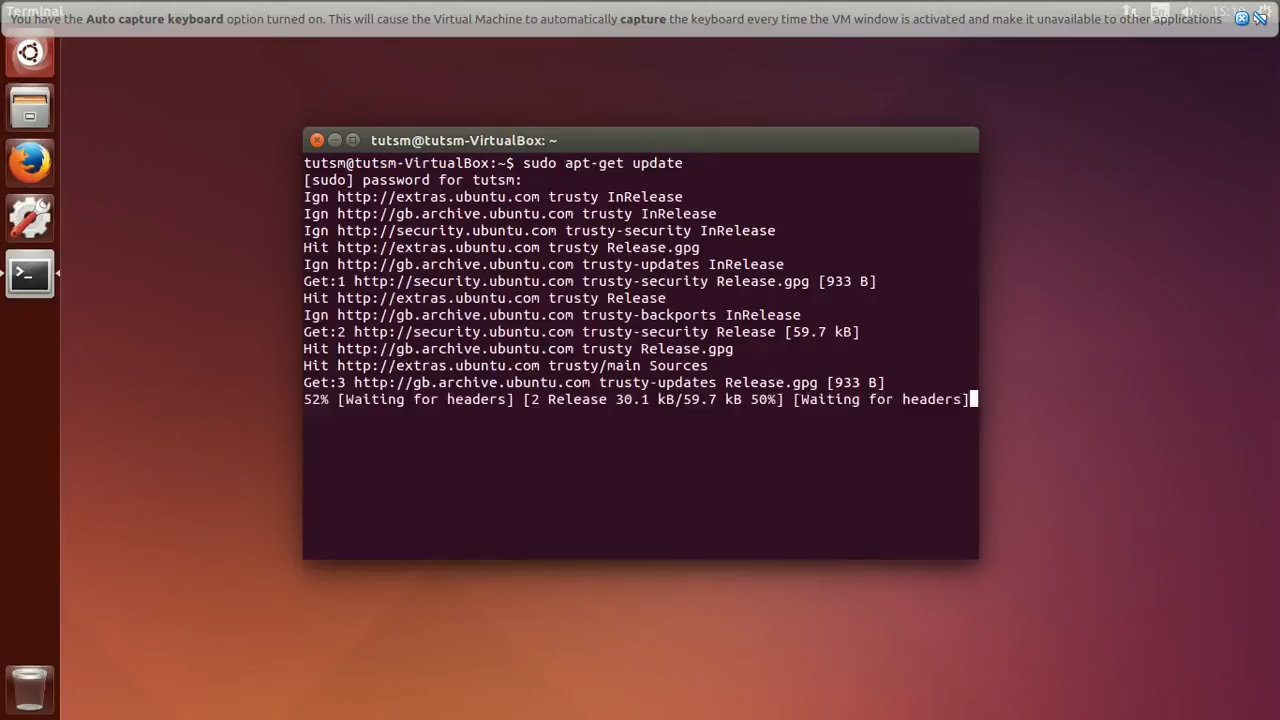 You have the Auto capture keyboard option turned on. This will cause the Virtual Machine to automatically capture the keyboard every time the VM window is activated and make it unavailable to other applications
Terminal
En
tutsm@tutsm-VirtualBox: ~
tutsm@tutsm-VirtualBox:~$ sudo apt-get update
[sudo] password for tutsm:
Ign http://extras.ubuntu.com trusty InRelease
Ign http://gb.archive.ubuntu.com trusty InRelease
Ign http://security.ubuntu.com trusty-security InRelease
Hit http://extras.ubuntu.com trusty Release.gpg
Ign http://gb.archive.ubuntu.com trusty-updates InRelease
Get:1 http://security.ubuntu.com trusty-security Release.gpg [933 B]
Hit http://extras.ubuntu.com trusty Release
Ign http://gb.archive.ubuntu.com trusty-backports InRelease
Get:2 http://security.ubuntu.com trusty-security Release [59.7 kB]
Hit http://gb.archive.ubuntu.com trusty Release.gpg
Hit http://extras.ubuntu.com trusty/main Sources
Get:3 http://gb.archive.ubuntu.com trusty-updates Release.gpg [933 B]
52% [Waiting for headers] [2 Release 30.1 kB/59.7 kB 50%] [Waiting for headers]
>_